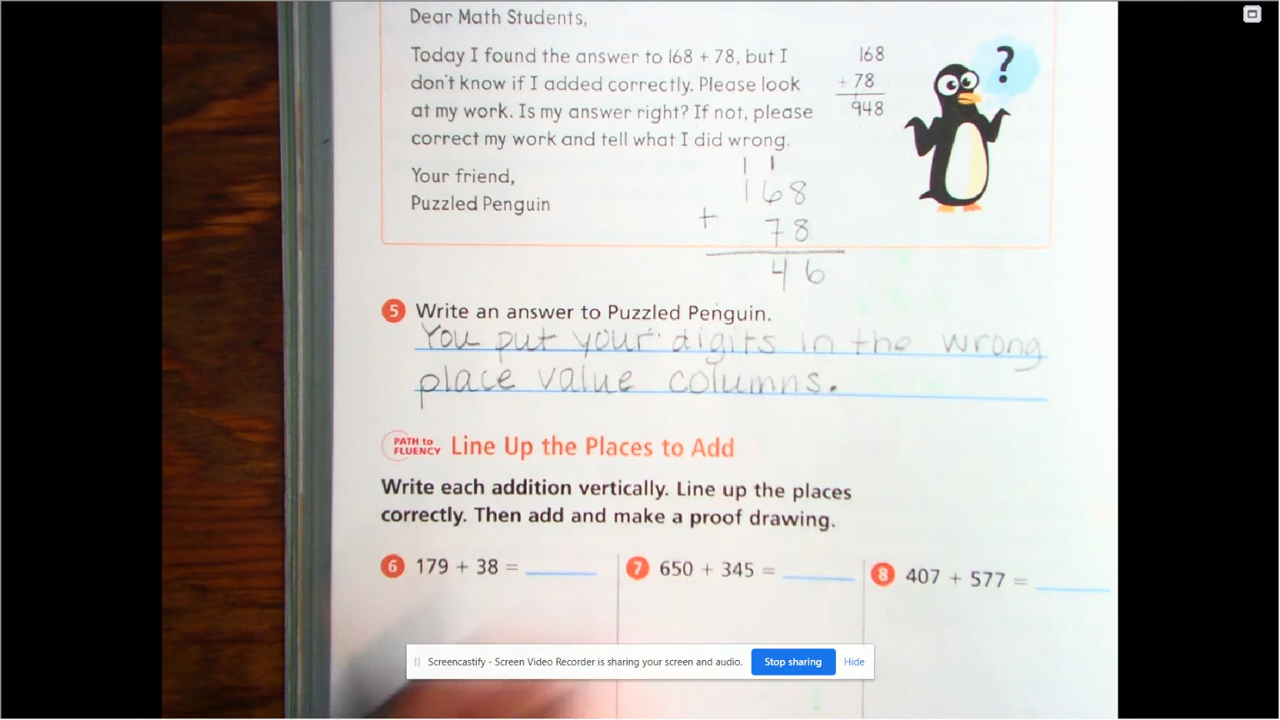 Dear Math Students,
Today I found the answer to 168 + 78, but I
don't know if I added correctly. Please look
at my work. Is my answer right? If not, please
correct my work and tell what I did wrong.
Your friend,
Puzzled Penguin
168
+ 78
948
?
1 1
168
+ 78
46
5 Write an answer to Puzzled Penguin.
You put your digits in the wrong
place value columns.
PATH to
FLUENCY
Line Up the Places to Add
Write each addition vertically. Line up the places
correctly. Then add and make a proof drawing.
6 179 + 38 =
7 650 + 345 =
8 407 + 577 =
Screencastify - Screen Video Recorder is sharing your screen and audio. Stop sharing Hide